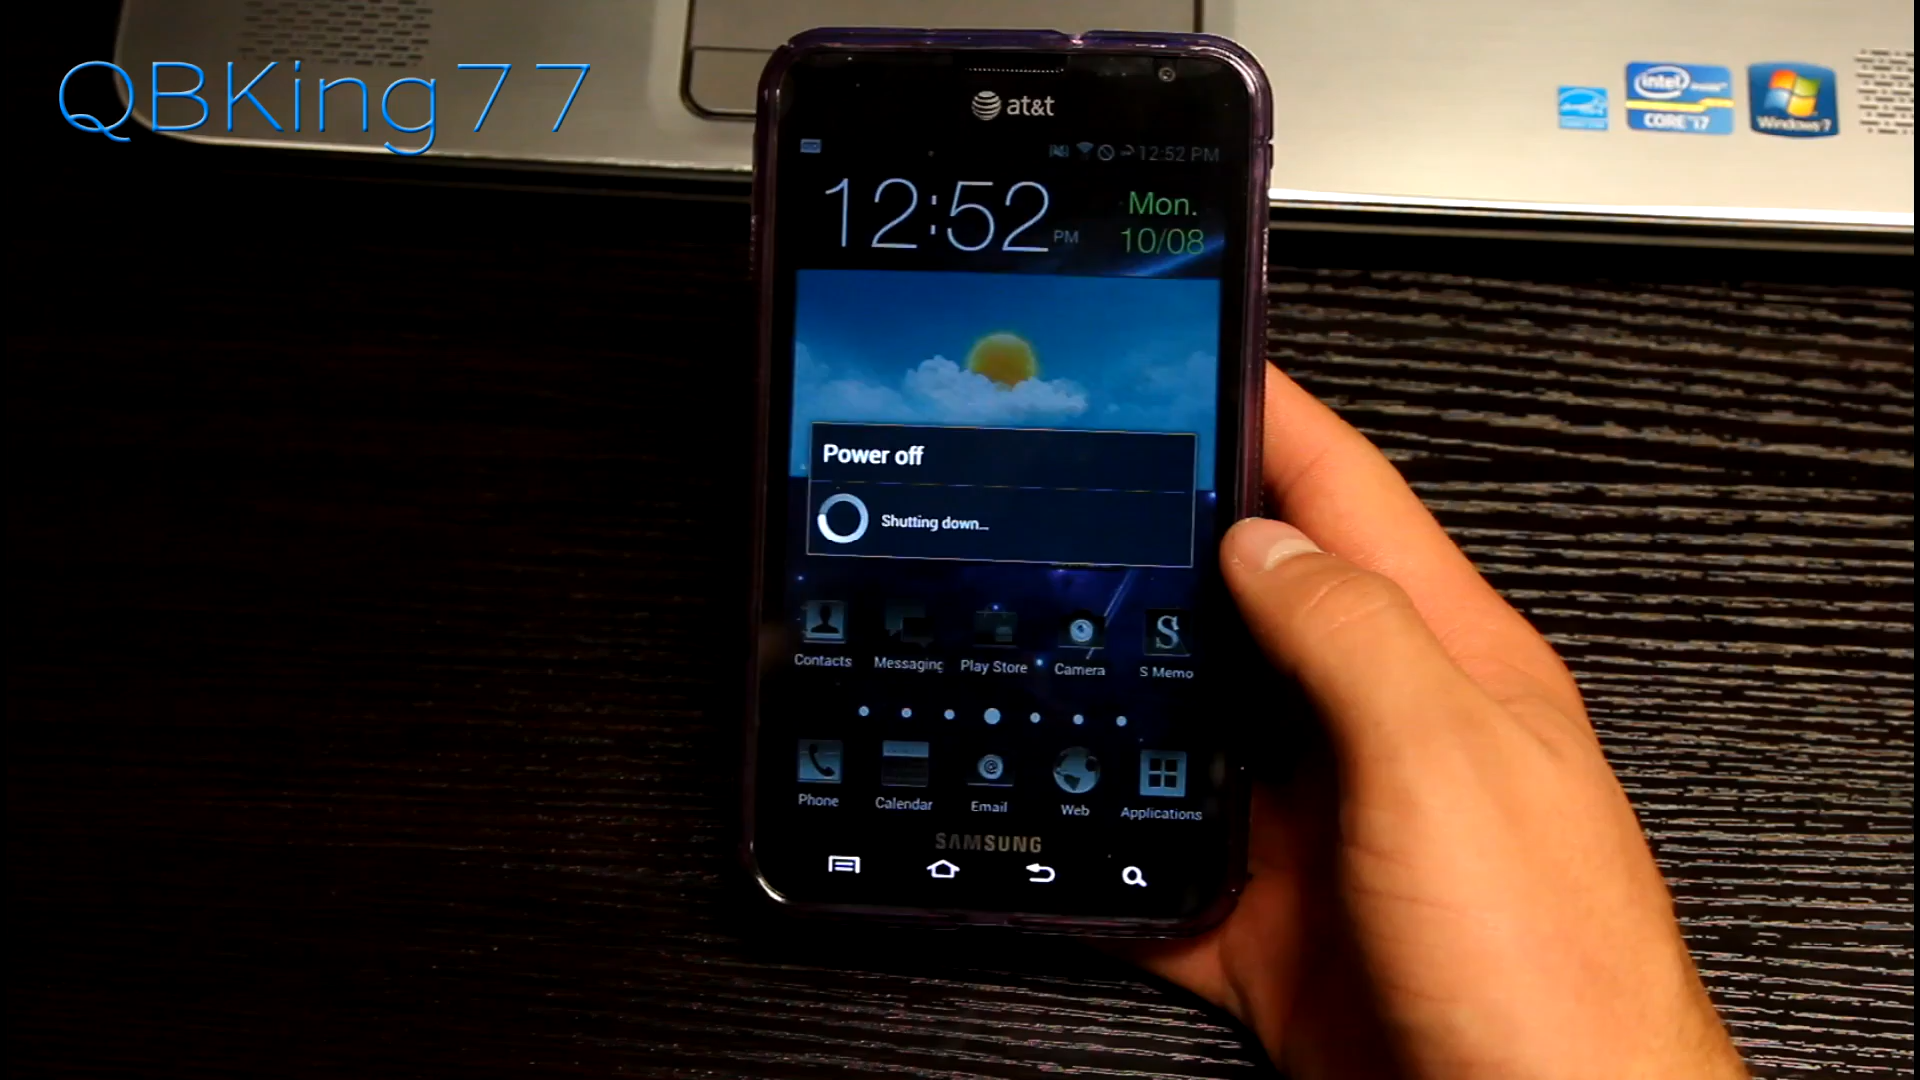 QBKing77
at&t
12:52 PM
12:52 PM
Mon.
10/08
Power off
Shutting down...
Contacts
Messaging
Play Store
Camera
S Memo
Phone
Calendar
Email
Web
Applications
SAMSUNG
intel
CORE i7
Windows 7